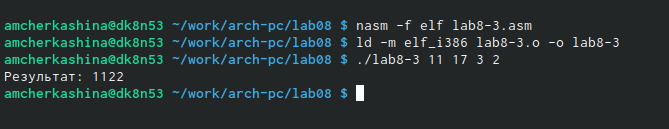 amcherkashina@dk8n53 ~/work/arch-pc/lab08 $ nasm -f elf lab8-3.asm
amcherkashina@dk8n53 ~/work/arch-pc/lab08 $ ld -m elf_i386 lab8-3.o -o lab8-3
amcherkashina@dk8n53 ~/work/arch-pc/lab08 $ ./lab8-3 11 17 3 2
Результат: 1122
amcherkashina@dk8n53 ~/work/arch-pc/lab08 $